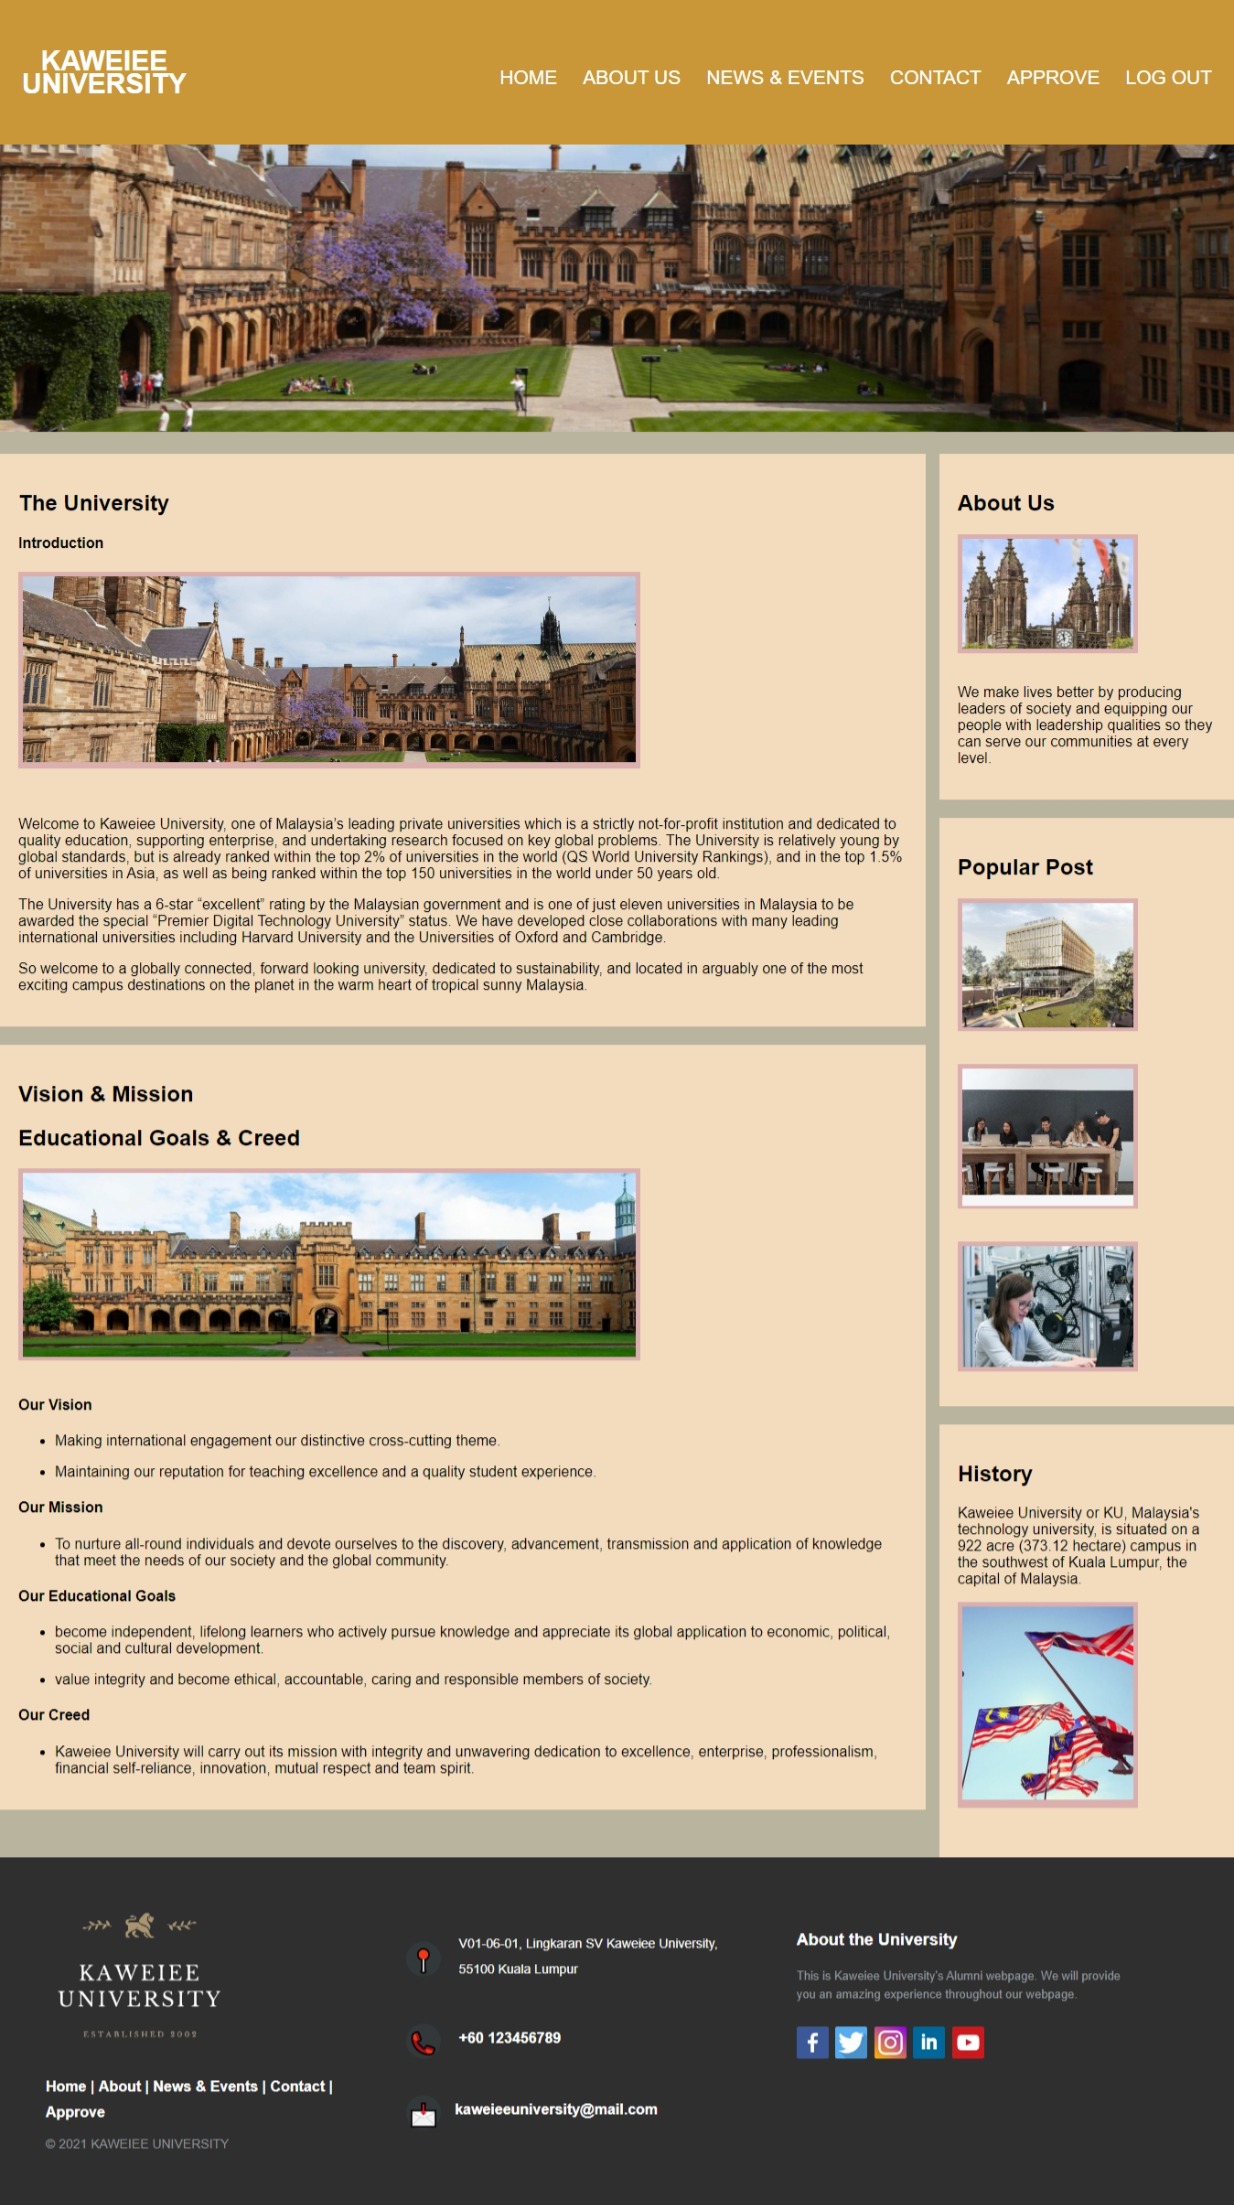 KAWEIEE
UNIVERSITY
HOME ABOUT US NEWS & EVENTS CONTACT APPROVE LOG OUT
The University
Introduction
Welcome to Kaweiee University, one of Malaysia's leading private universities which is a strictly not-for-profit institution and dedicated to
quality education, supporting enterprise, and undertaking research focused on key global problems. The University is relatively young by
global standards, but is already ranked within the top 2% of universities in the world (QS World University Rankings), and in the top 1.5%
of universities in Asia, as well as being ranked within the top 150 universities in the world under 50 years old.
The University has a 6-star “excellent” rating by the Malaysian government and is one of just eleven universities in Malaysia to be
awarded the special “Premier Digital Technology University” status. We have developed close collaborations with many leading
international universities including Harvard University and the Universities of Oxford and Cambridge.
So welcome to a globally connected, forward looking university, dedicated to sustainability, and located in arguably one of the most
exciting campus destinations on the planet in the warm heart of tropical sunny Malaysia.
Vision & Mission
Educational Goals & Creed
Our Vision
• Making international engagement our distinctive cross-cutting theme.
• Maintaining our reputation for teaching excellence and a quality student experience.
Our Mission
• To nurture all-round individuals and devote ourselves to the discovery, advancement, transmission and application of knowledge
that meet the needs of our society and the global community.
Our Educational Goals
• become independent, lifelong learners who actively pursue knowledge and appreciate its global application to economic, political,
social and cultural development.
• value integrity and become ethical, accountable, caring and responsible members of society.
Our Creed
• Kaweiee University will carry out its mission with integrity and unwavering dedication to excellence, enterprise, professionalism,
financial self-reliance, innovation, mutual respect and team spirit.
About Us
We make lives better by producing
leaders of society and equipping our
people with leadership qualities so they
can serve our communities at every
level.
Popular Post
History
Kaweiee University or KU, Malaysia's
technology university, is situated on a
922 acre (373.12 hectare) campus in
the southwest of Kuala Lumpur, the
capital of Malaysia.
KAWEIEE
UNIVERSITY
ESTABLISHED 2002
Home | About | News & Events | Contact |
Approve
© 2021 KAWEIEE UNIVERSITY
V01-06-01, Lingkaran SV Kaweiee University,
55100 Kuala Lumpur
+60 123456789
kaweieeuniversity@mail.com
About the University
This is Kaweiee University's Alumni webpage. We will provide
you an amazing experience throughout our webpage.